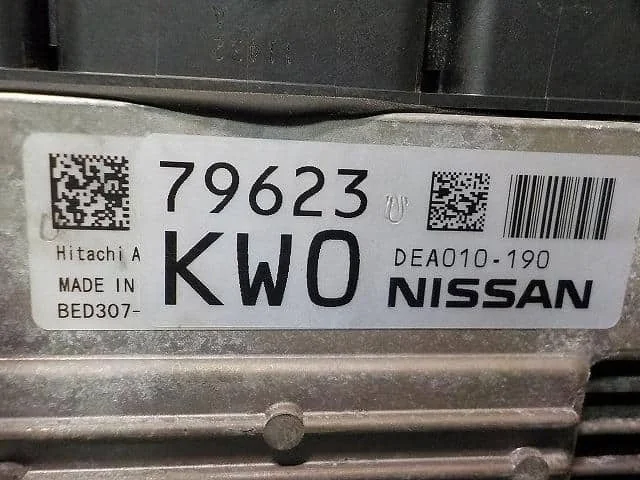 79623
Hitachi A
MADE IN
BED307-
KW0
DEA010-190
NISSAN